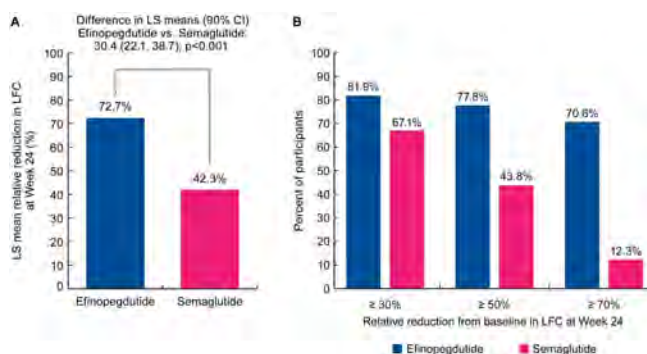 A
Difference in LS means (90% CI)
Efinopegdutide vs. Semaglutide:
30.4 (22.1, 38.7), p<0.001
LS mean relative reduction in LFC
at Week 24 (%)
100
90
80
70
60
50
40
30
20
10
0
72.7%
42.3%
Efinopegdutide
Semaglutide
B
Percent of participants
100
90
80
70
60
50
40
30
20
10
0
81.9%
67.1%
77.8%
43.8%
70.8%
12.3%
≥ 30%
≥ 50%
≥ 70%
Relative reduction from baseline in LFC at Week 24
Efinopegdutide
Semaglutide